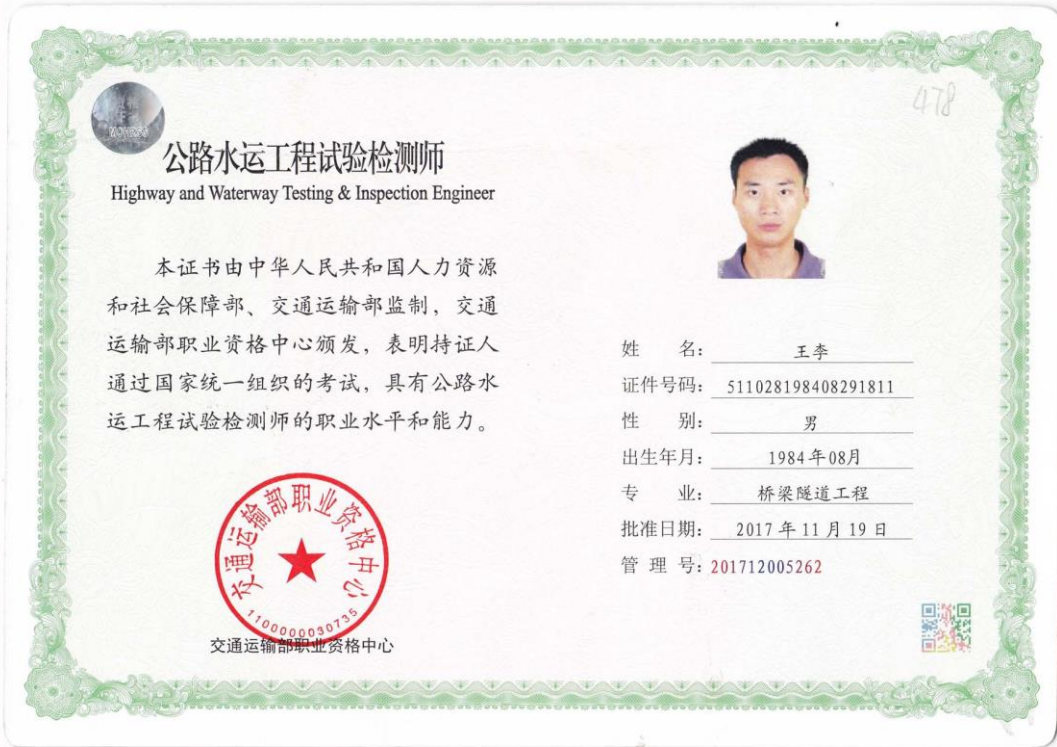 478
公路水运工程试验检测师
Highway and Waterway Testing & Inspection Engineer
本证书由中华人民共和国人力资源
和社会保障部、交通运输部监制，交通
运输部职业资格中心颁发，表明持证人
通过国家统一组织的考试，具有公路水
运工程试验检测师的职业水平和能力。
姓 名：王李
证件号码：511028198408291811
性 别：男
出生年月：1984年08月
专 业：桥梁隧道工程
批准日期：2017年11月19日
管 理 号：201712005262
交通运输部职业资格中心
1100000030735
交通运输部职业资格中心